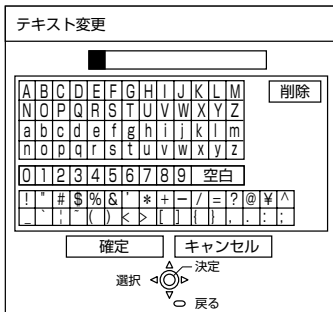 テキスト変更
A B C D E F G H I J K L M 削除
N O P Q R S T U V W X Y Z
a b c d e f g h i j k l m
n o p q r s t u v w x y z
0 1 2 3 4 5 6 7 8 9 空白
! " # $ % & ' * + − / = ? @ ¥ ^
_ ` ¦ ~ ( ) < > [ ] { } , . : ;
確定 キャンセル
決定
選択
戻る